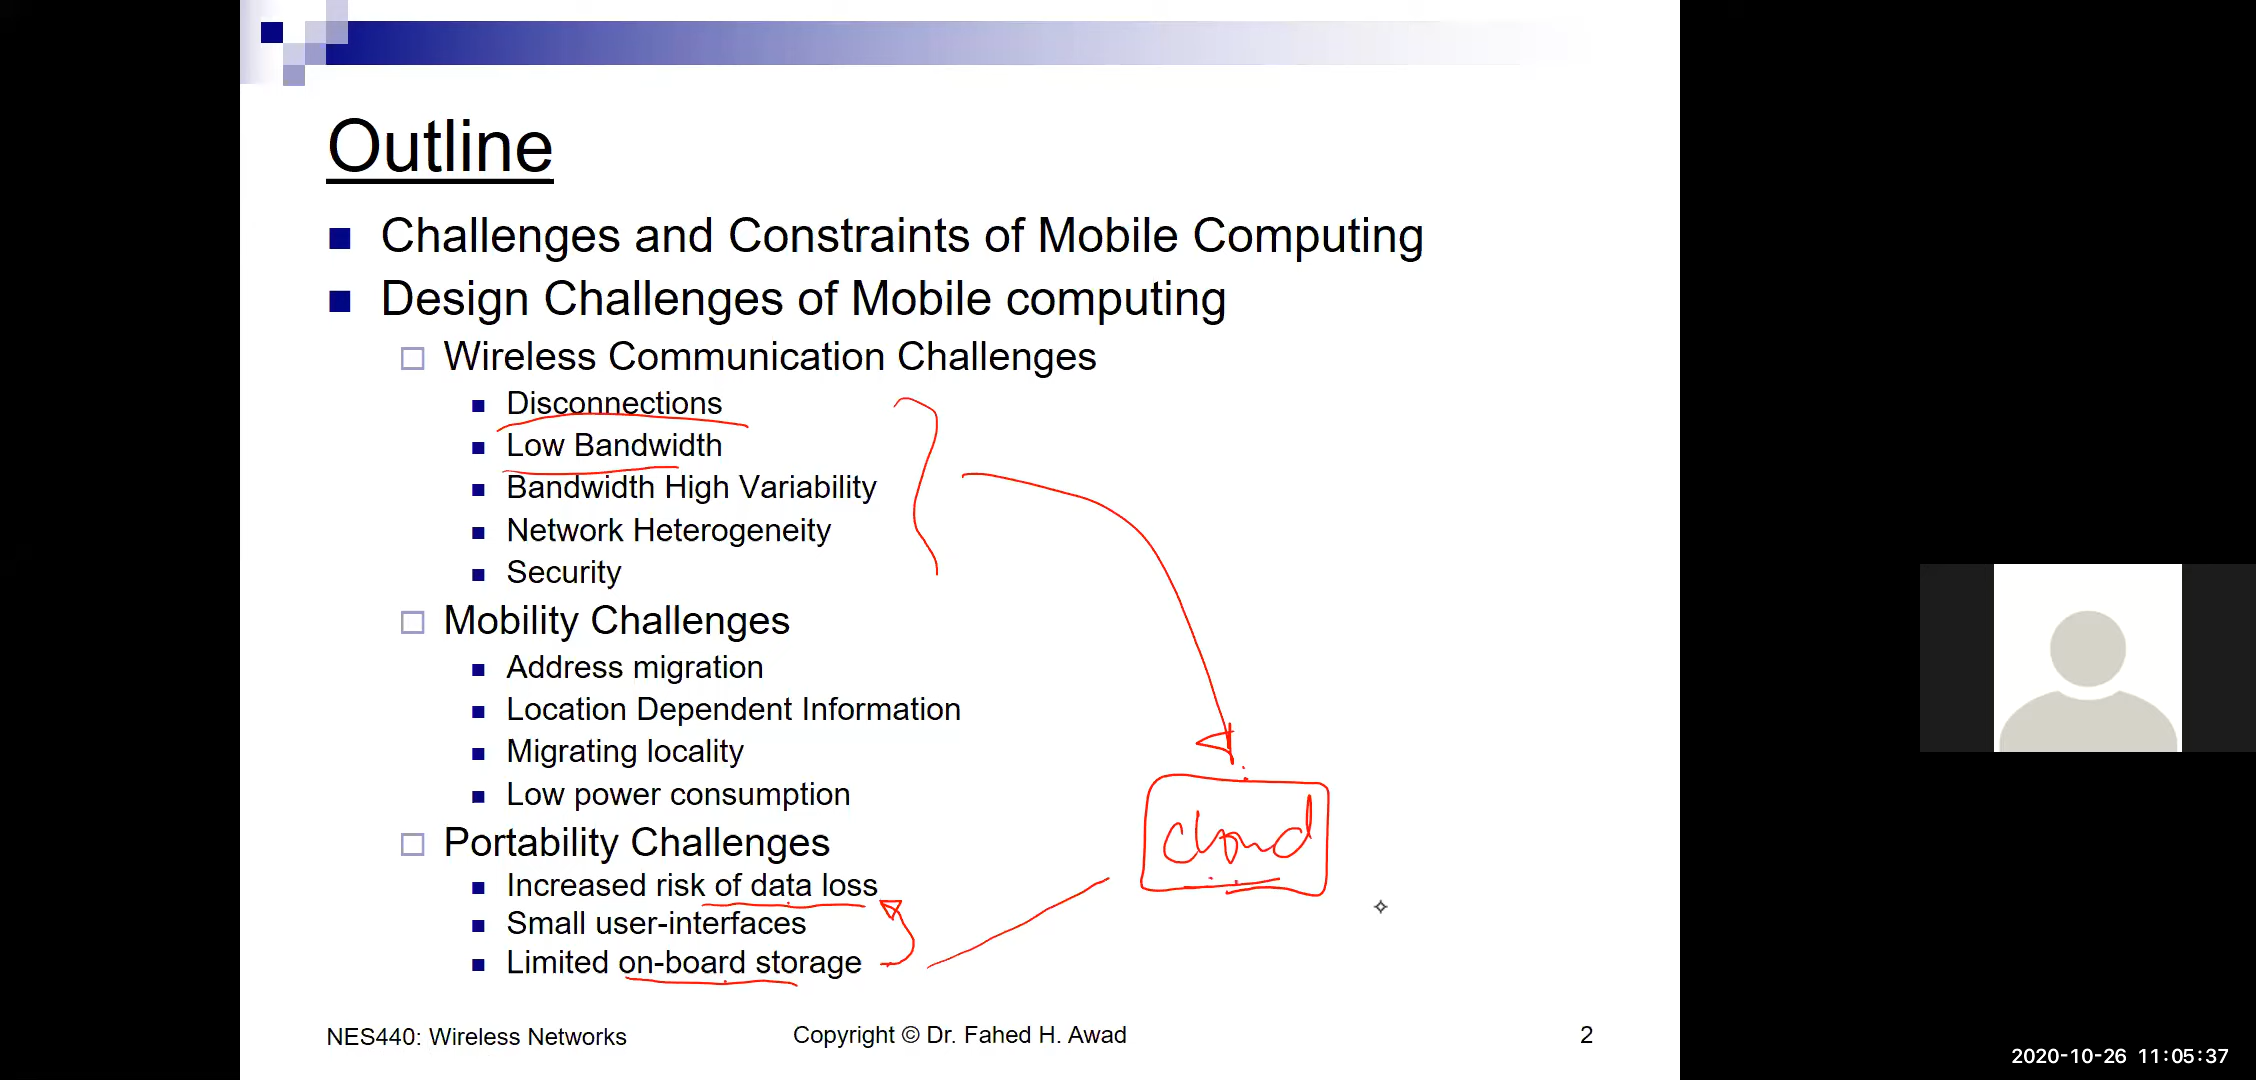 Outline
Challenges and Constraints of Mobile Computing
Design Challenges of Mobile computing
Wireless Communication Challenges
Disconnections
Low Bandwidth
Bandwidth High Variability
Network Heterogeneity
Security
Mobility Challenges
Address migration
Location Dependent Information
Migrating locality
Low power consumption
cloud
Portability Challenges
Increased risk of data loss
Small user-interfaces
Limited on-board storage
NES440: Wireless Networks
Copyright © Dr. Fahed H. Awad
2
2020-10-26 11:05:37